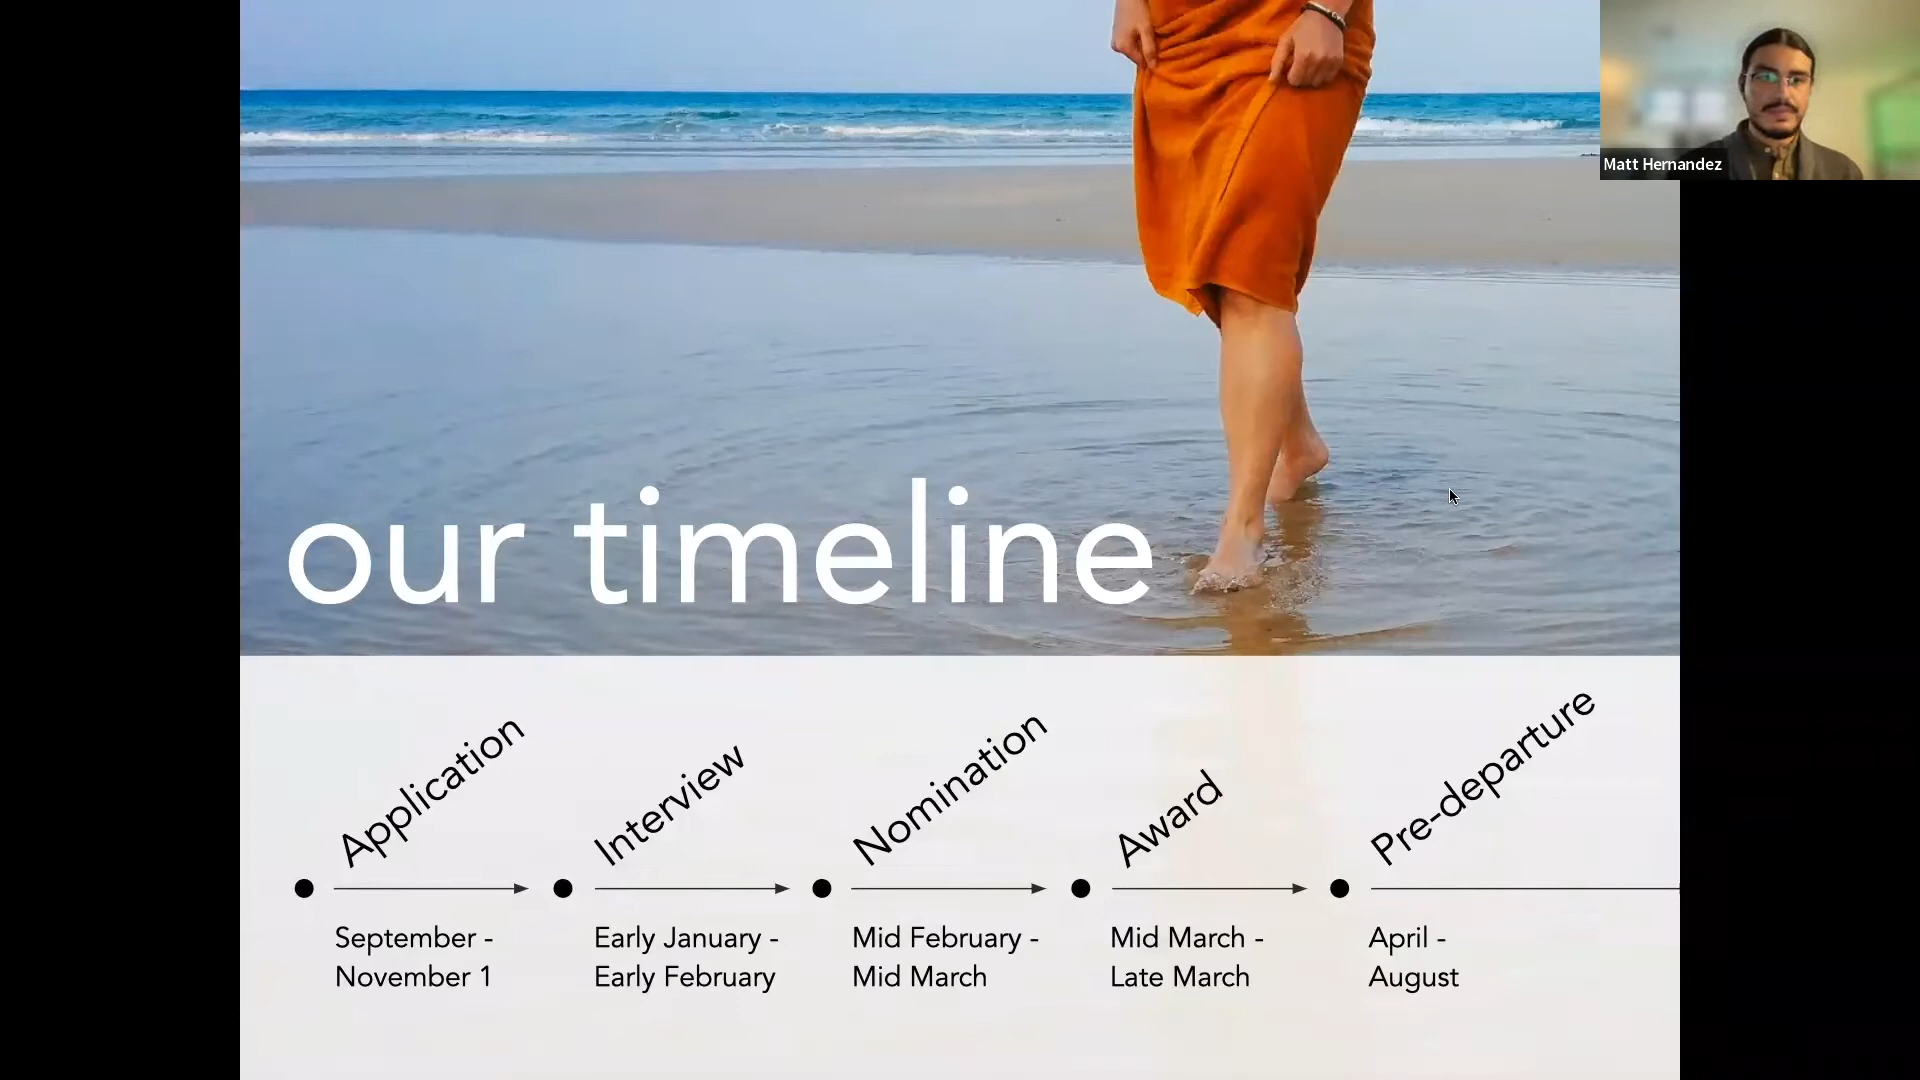 Matt Hernandez
our timeline
Application
Interview
Nomination
Award
Pre-departure
September -
November 1
Early January -
Early February
Mid February -
Mid March
Mid March -
Late March
April -
August